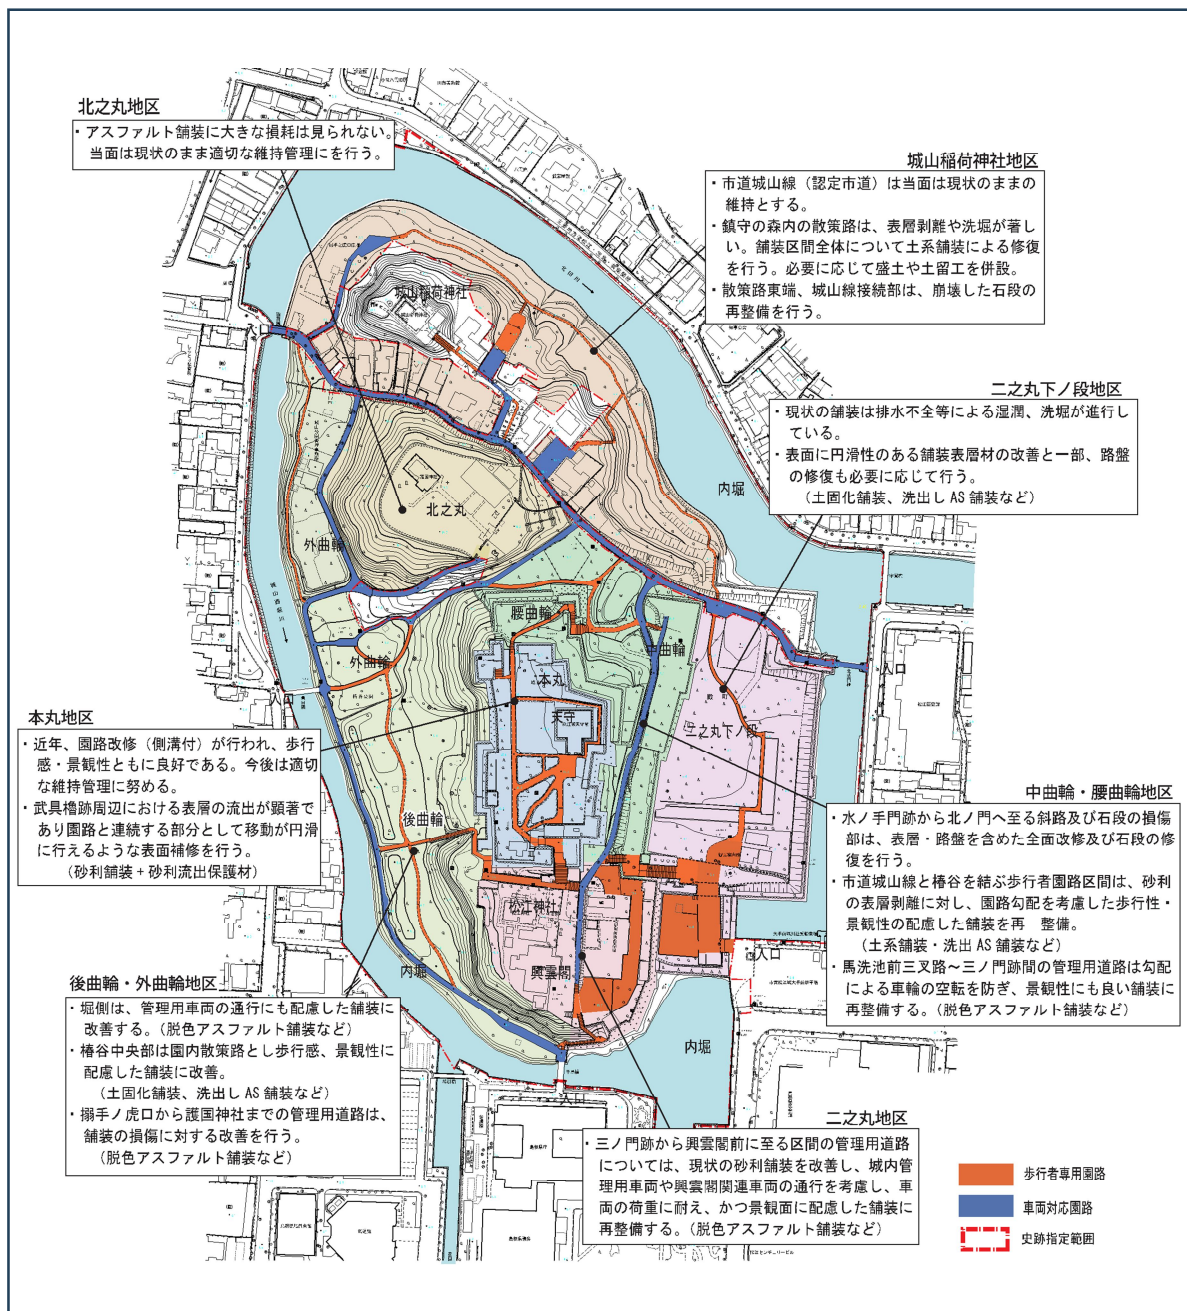 北之丸地区
・アスファルト舗装に大きな損耗は見られない。
当面は現状のまま適切な維持管理にを行う。
城山稲荷神社地区
・市道城山線（認定市道）は当面は現状のままの
維持とする。
・鎮守の森内の散策路は、表層剥離や洗堀が著し
い。舗装区間全体について土系舗装による修復
を行う。必要に応じて盛土や土留工を併設。
・散策路東端、城山線接続部は、崩壊した石段の
再整備を行う。
二之丸下ノ段地区
・現状の舗装は排水不全等による湿潤、洗堀が進行し
ている。
・表面に円滑性のある舗装表層材の改善と一部、路盤
の修復も必要に応じて行う。
（土固化舗装、洗出しAS舗装など）
城山稲荷神社
内堀
北之丸
外曲輪
腰曲輪
中曲輪
外曲輪
本丸
天守
二之丸下ノ段
入口
入口
本丸地区
・近年、園路改修（側溝付）が行われ、歩行
感・景観性ともに良好である。今後は適切
な維持管理に努める。
・武具櫓跡周辺における表層の流出が顕著で
あり園路と連続する部分として移動が円滑
に行えるような表面補修を行う。
（砂利舗装＋砂利流出保護材）
後曲輪
松江神社
興雲閣
内堀
入口
内堀
中曲輪・腰曲輪地区
・水ノ手門跡から北ノ門へ至る斜路及び石段の損傷
部は、表層・路盤を含めた全面改修及び石段の修
復を行う。
・市道城山線と椿谷を結ぶ歩行者園路区間は、砂利
の表層剥離に対し、園路勾配を考慮した歩行性・
景観性の配慮した舗装を再　整備。
（土系舗装・洗出AS舗装など）
・馬洗池前三叉路～三ノ門跡間の管理用道路は勾配
による車輪の空転を防ぎ、景観性にも良い舗装に
再整備する。（脱色アスファルト舗装など）
後曲輪・外曲輪地区
・堀側は、管理用車両の通行にも配慮した舗装に
改善する。（脱色アスファルト舗装など）
・椿谷中央部は園内散策路とし歩行感、景観性に
配慮した舗装に改善。
（土固化舗装、洗出しAS舗装など）
・搦手ノ虎口から護国神社までの管理用道路は、
舗装の損傷に対する改善を行う。
（脱色アスファルト舗装など）
二之丸地区
・三ノ門跡から興雲閣前に至る区間の管理用道路
については、現状の砂利舗装を改善し、城内管
理用車両や興雲閣関連車両の通行を考慮し、車
両の荷重に耐え、かつ景観面に配慮した舗装に
再整備する。（脱色アスファルト舗装など）
歩行者専用園路
車両対応園路
史跡指定範囲